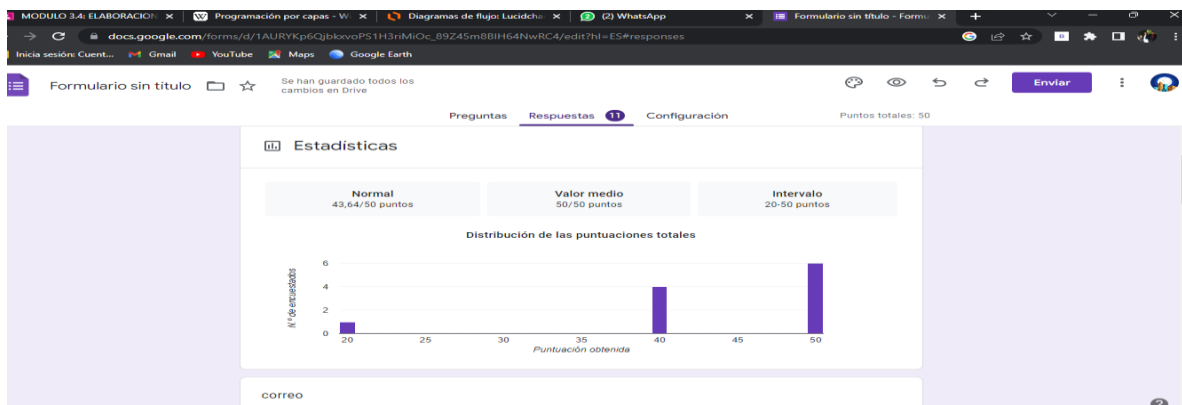 MODULO 3.4: ELABORACION
Programación por capas - W
Diagramas de flujo: Lucidcha
(2) WhatsApp
Formulario sin título - Formu
docs.google.com/forms/d/1AURYKp6QjbkxvoPS1H3riMiOc_89Z45m8BIH64NwRC4/edit?hl=ES#responses
Inicia sesión: Cuent... Gmail YouTube Maps Google Earth
Formulario sin título
Se han guardado todos los
cambios en Drive
Enviar
Preguntas Respuestas 11 Configuración Puntos totales: 50
Estadísticas
Normal
43,64/50 puntos
Valor medio
50/50 puntos
Intervalo
20-50 puntos
Distribución de las puntuaciones totales
N.º de encuestados
6
4
2
0
20 25 30 35 40 45 50
Puntuación obtenida
correo